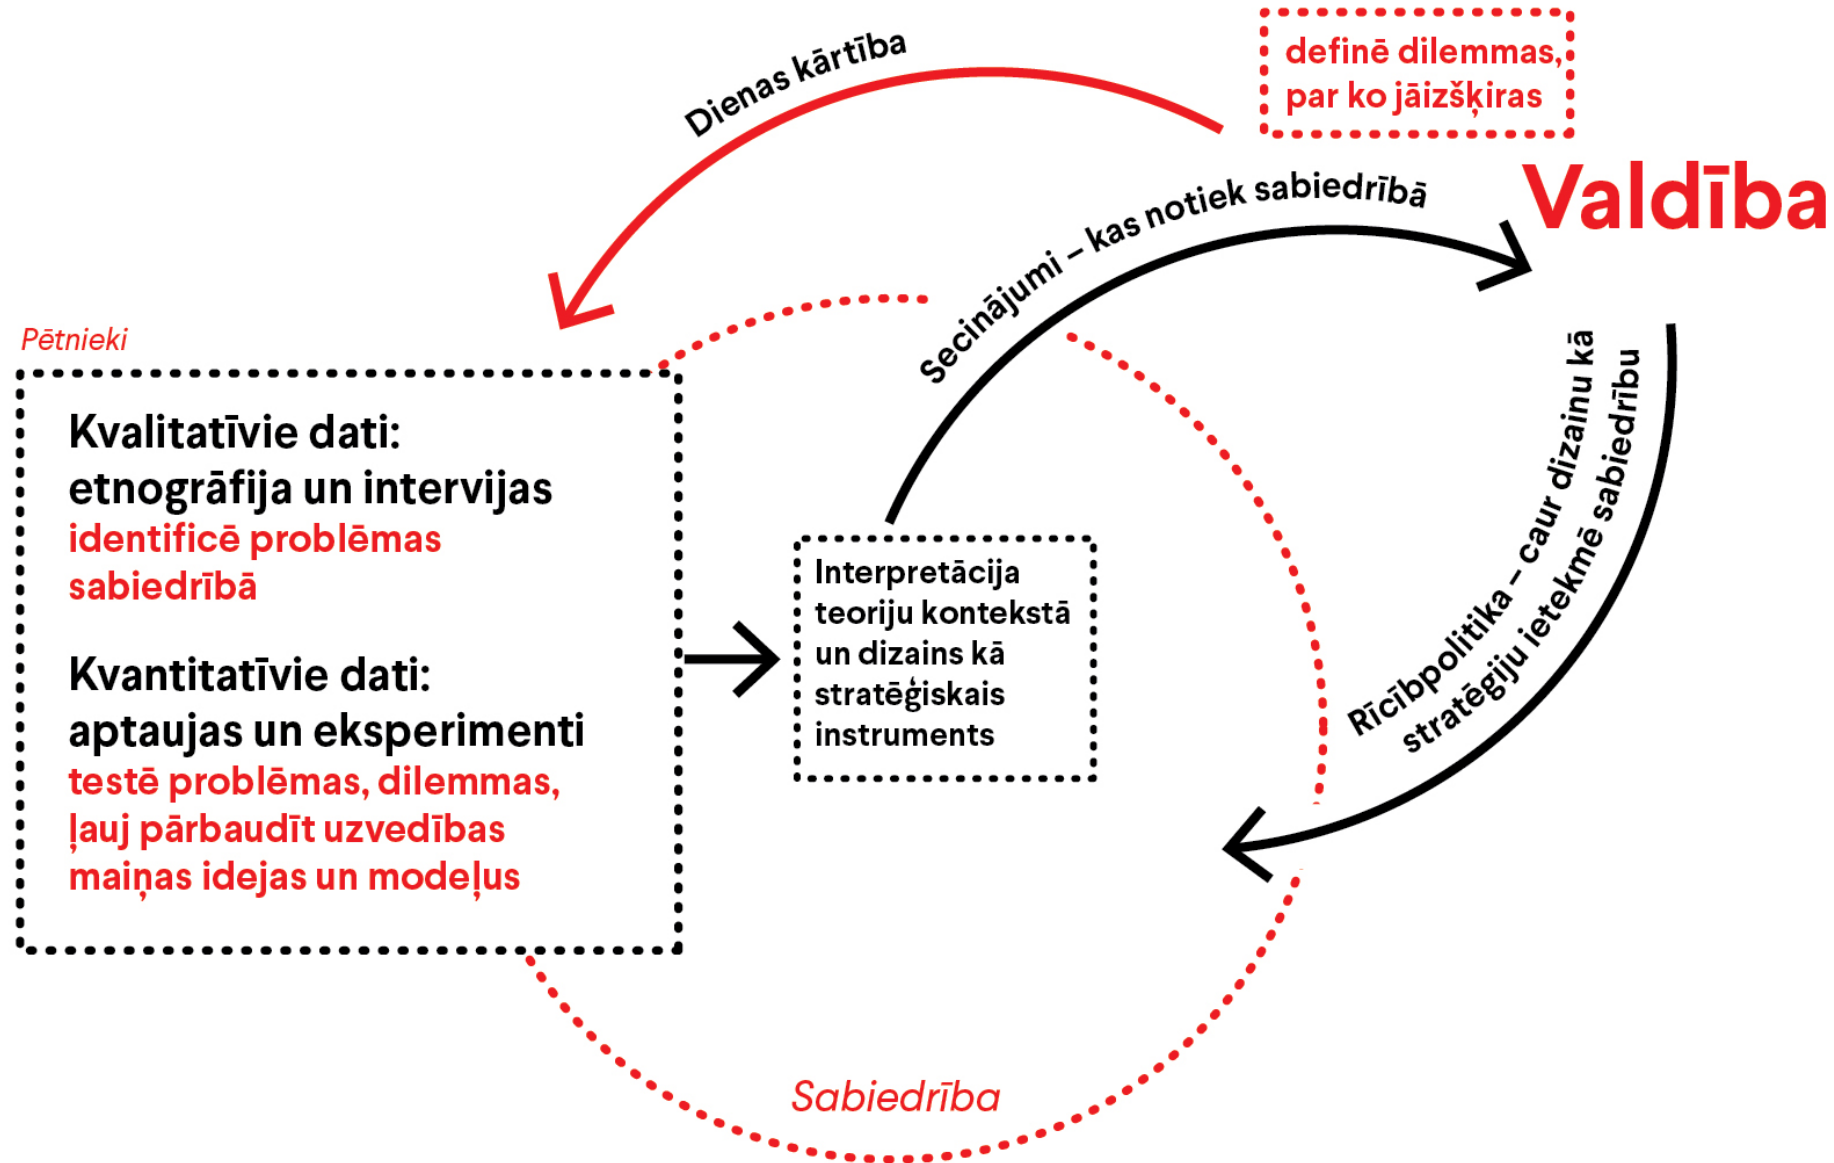 Dienas kārtība
definē dilemmas,
par ko jāizšķiras
Valdība
Secinājumi – kas notiek sabiedrībā
Rīcībpolitika – caur dizainu kā
stratēģiju ietekmē sabiedrību
Pētnieki
Kvalitatīvie dati:
etnogrāfija un intervijas
identificē problēmas
sabiedrībā
Kvantitatīvie dati:
aptaujas un eksperimenti
testē problēmas, dilemmas,
ļauj pārbaudīt uzvedības
maiņas idejas un modeļus
Interpretācija
teoriju kontekstā
un dizains kā
stratēģiskais
instruments
Sabiedrība